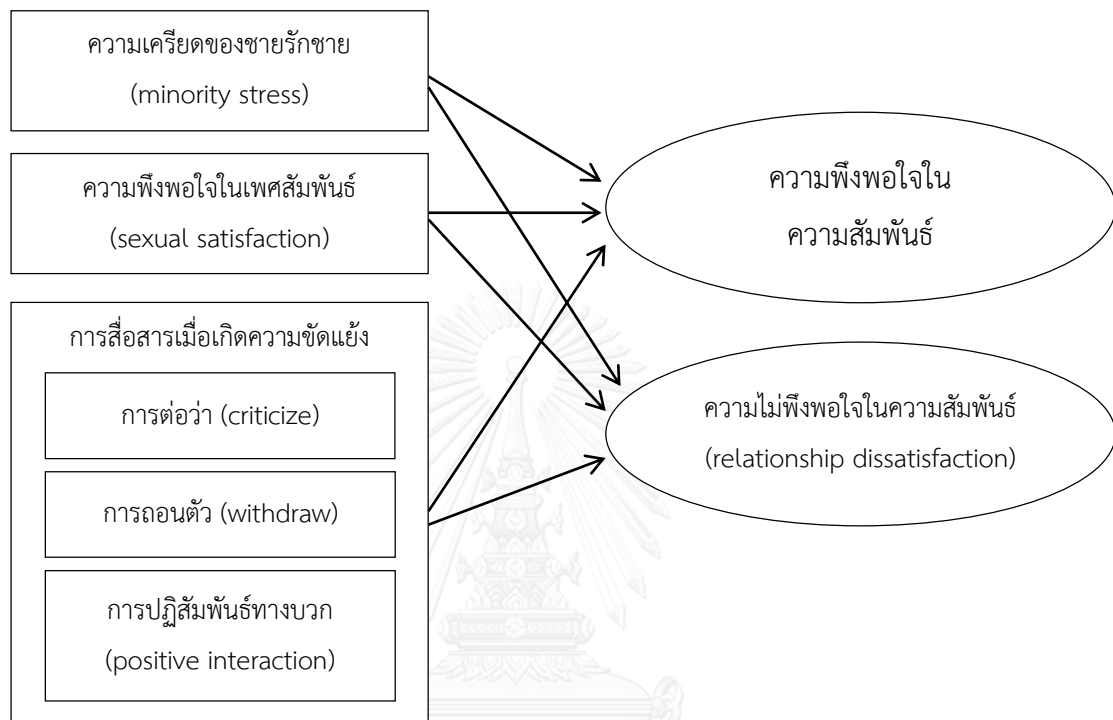 ความเครียดของชายรักชาย
(minority stress)
ความพึงพอใจในเพศสัมพันธ์
(sexual satisfaction)
การสื่อสารเมื่อเกิดความขัดแย้ง
การต่อว่า (criticize)
การถอนตัว (withdraw)
การปฏิสัมพันธ์ทางบวก
(positive interaction)
ความพึงพอใจใน
ความสัมพันธ์
ความไม่พึงพอใจในความสัมพันธ์
(relationship dissatisfaction)